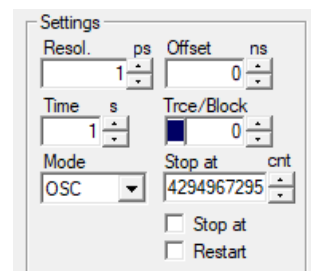 Settings
Resol. ps Offset ns
1 0
Time s Trce/Block
1 0
Mode Stop at cnt
OSC 4294967295
Stop at
Restart